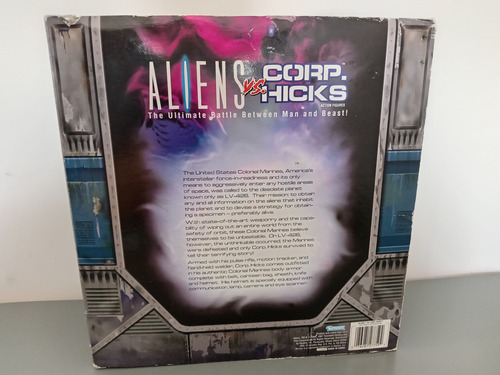 ALIENS VS. CORP. HICKS
ACTION FIGURES
The Ultimate Battle Between Man and Beast!
The United States Colonial Marines, America's
interstellar force-in-readiness and its only
means to aggressively enter any hostile areas
of space, was called to the desolate planet
known only as LV-426. Their mission: to obtain
any and all information on the aliens that inhabit
the planet and to devise a strategy for obtain-
ing a specimen – preferably alive.
With state-of-the-art weaponry and the capa-
bility of wiping out an entire world from the
safety of orbit, these Colonial Marines believe
themselves to be unbeatable. On LV-426,
however, the unthinkable occurred; the Marines
were defeated and only Corp. Hicks survived to
tell their terrifying story!
Armed with his pulse rifle, motion tracker, and
hand-held welder, Corp. Hicks comes outfitted
in his authentic Colonial Marine body armor
complete with belt, canteen bag, sheath, knife
and helmet. His helmet is specially equipped with
communicator, lamp, camera and eye scanner.
Kenner